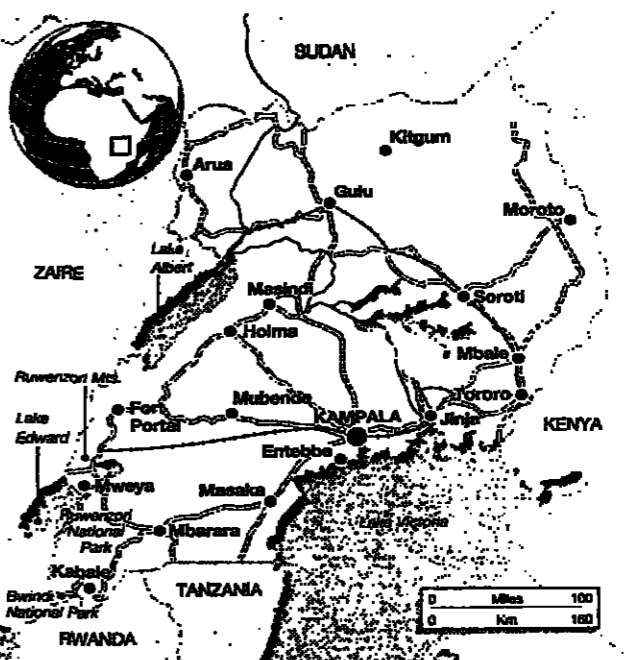 SUDAN
Kitgum
Arua
Gulu
Moroto
Lake
Albert
ZAIRE
Masindi
Soroti
Hoima
Mbale
Ruwenzori Mts.
Mubende
Tororo
Fort
Portal
KAMPALA
Jinja
KENYA
Lake
Edward
Entebbe
Mweya
Masaka
Ruwenzori
National
Park
Mbarara
Lake Victoria
Kabale
TANZANIA
Bwindi
National Park
RWANDA
0 Miles 100
0 Km 160